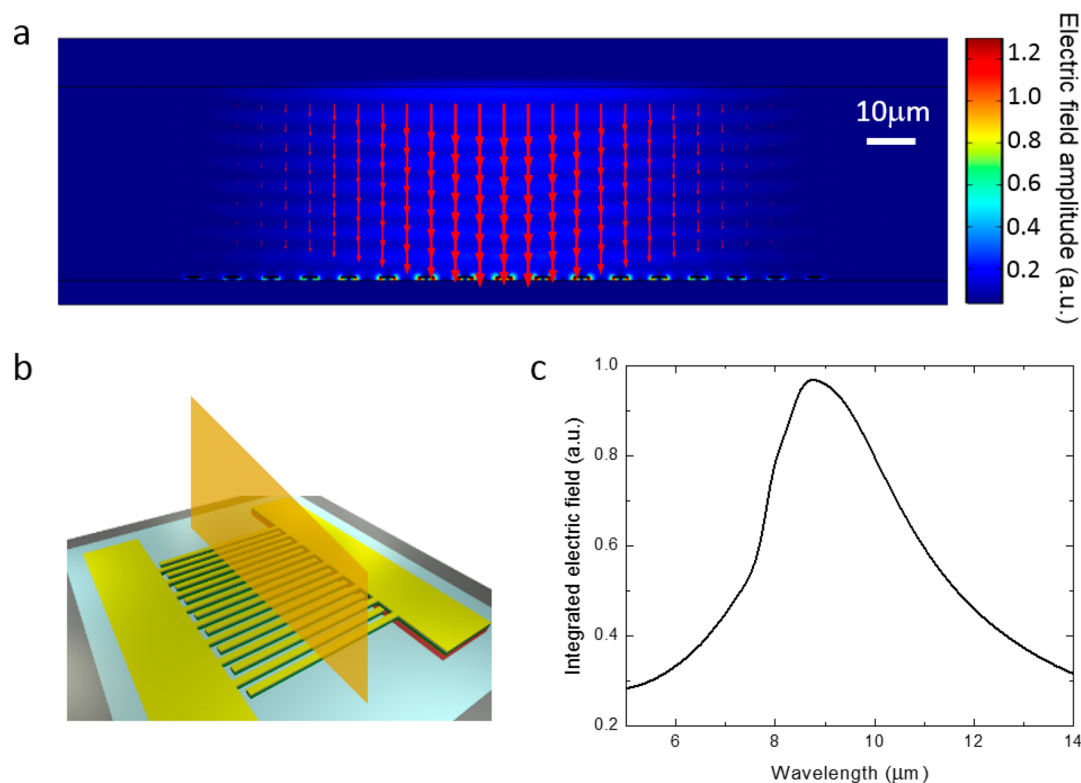 a
10μm
Electric field amplitude (a.u.)
1.2
1.0
0.8
0.6
0.4
0.2
b
c
Integrated electric field (a.u.)
1.0
0.8
0.6
0.4
0.2
6
8
10
12
14
Wavelength (μm)